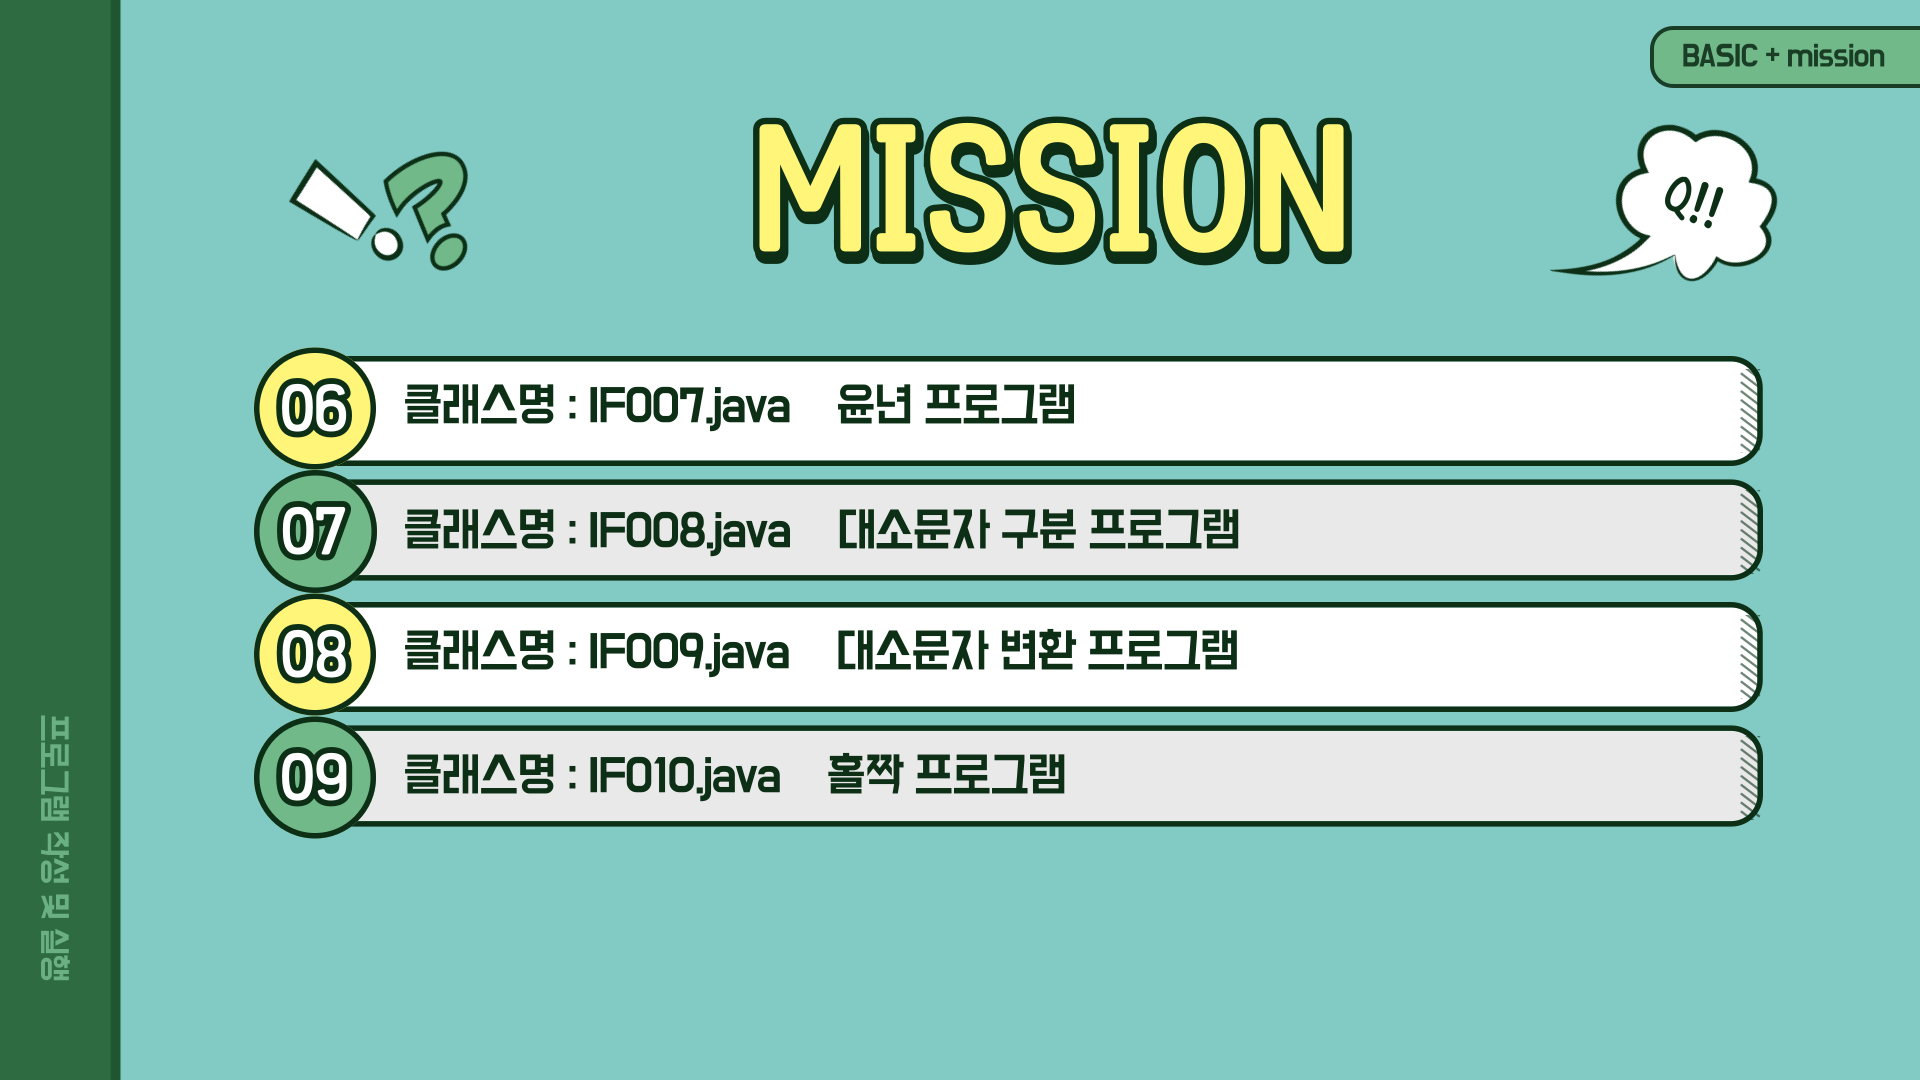 BASIC + mission
MISSION
Q!!
06 클래스명 : IF007.java 윤년 프로그램
07 클래스명 : IF008.java 대소문자 구분 프로그램
08 클래스명 : IF009.java 대소문자 변환 프로그램
09 클래스명 : IF010.java 홀짝 프로그램
프로그램 작성 및 실행